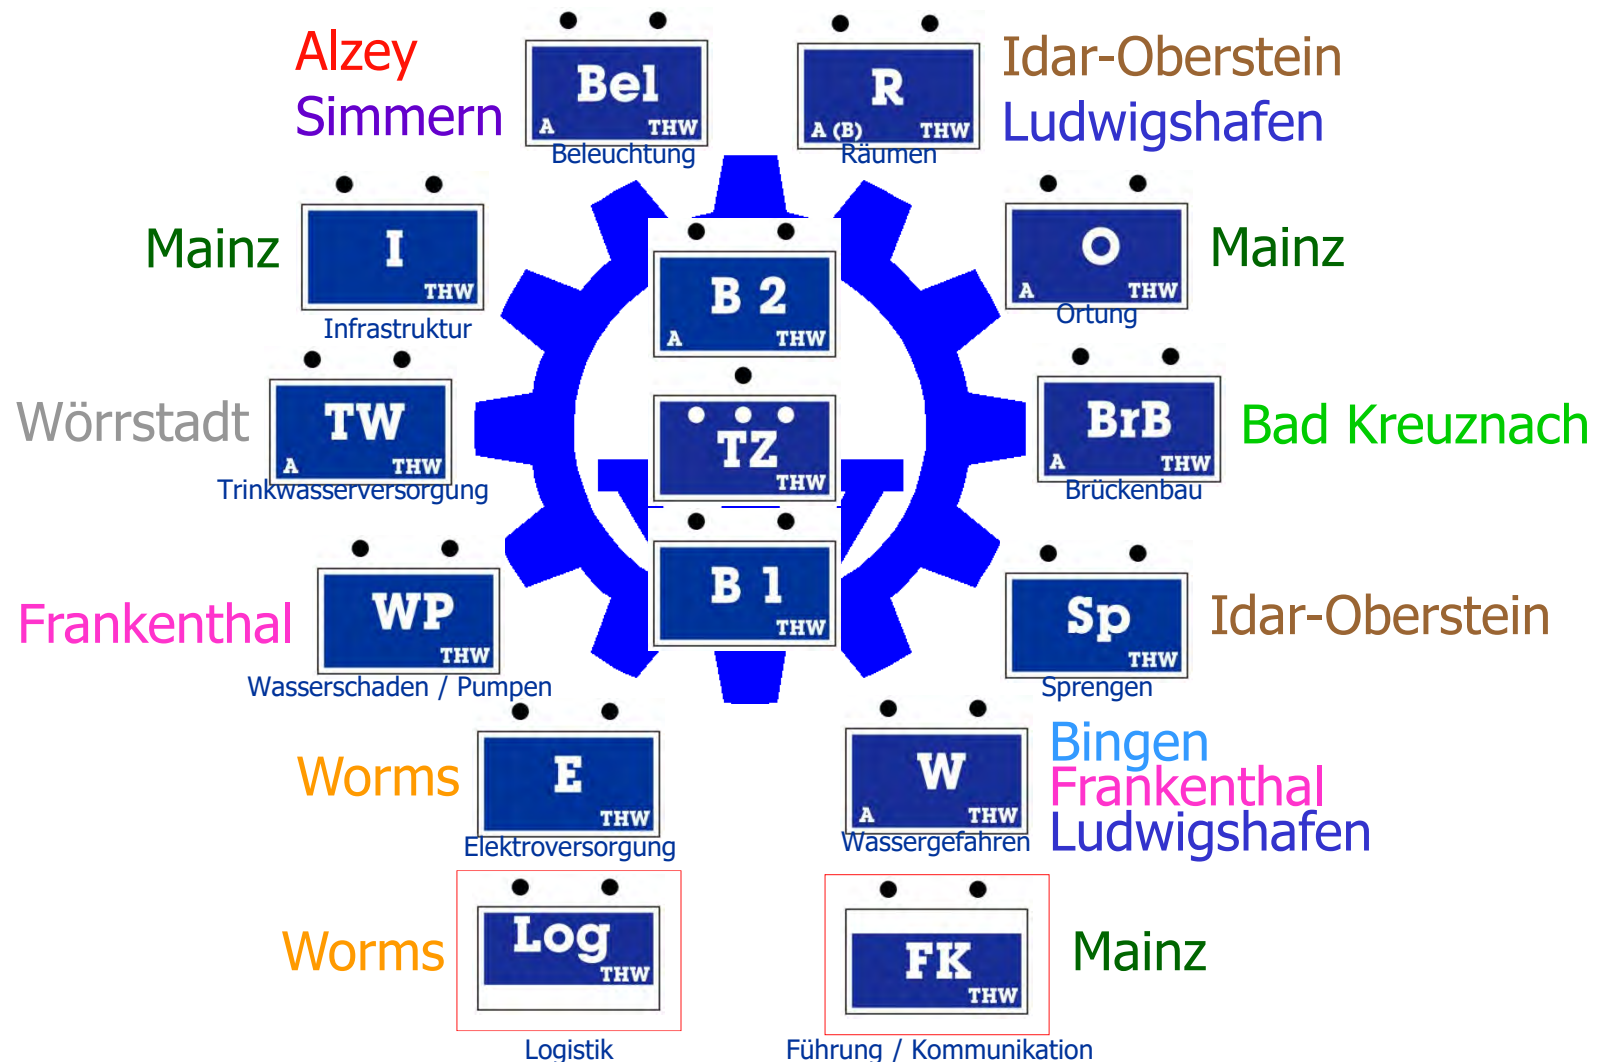 Alzey
Simmern
Bel
A THW
Beleuchtung
R
A (B) THW
Räumen
Idar-Oberstein
Ludwigshafen
Mainz
I
THW
Infrastruktur
B 2
A THW
O
A THW
Ortung
Mainz
Wörrstadt
TW
A THW
Trinkwasserversorgung
TZ
THW
BrB
A THW
Brückenbau
Bad Kreuznach
Frankenthal
WP
THW
Wasserschaden / Pumpen
B 1
THW
Sp
THW
Sprengen
Idar-Oberstein
Worms
E
THW
Elektroversorgung
W
A THW
Wassergefahren
Bingen
Frankenthal
Ludwigshafen
Worms
Log
THW
Logistik
FK
THW
Führung / Kommunikation
Mainz